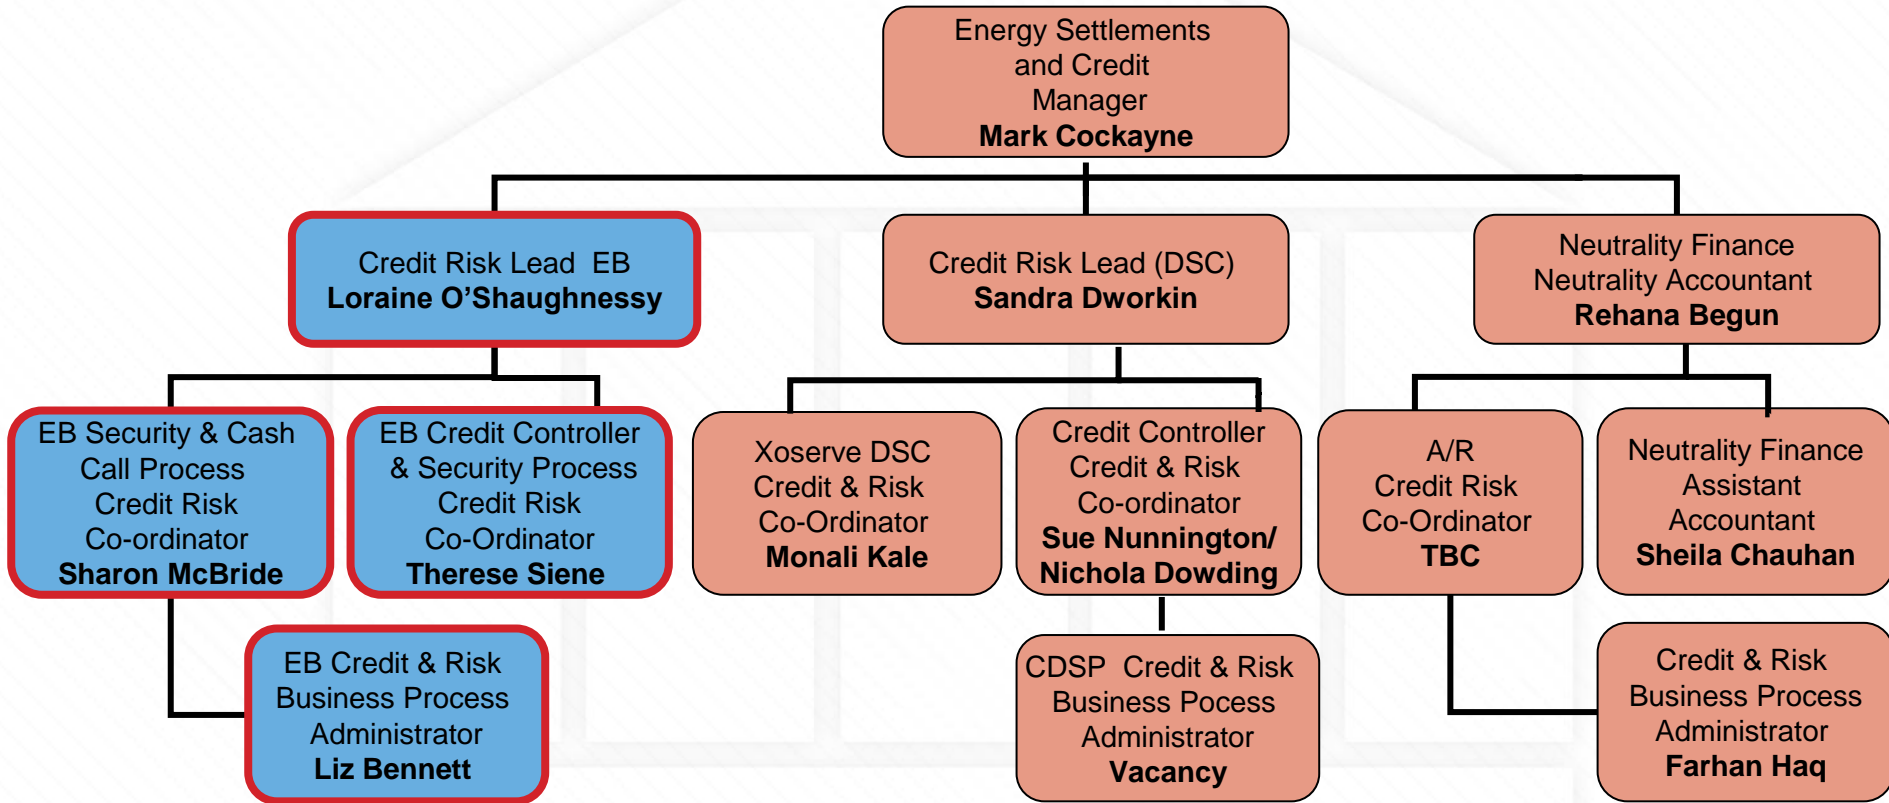 Energy Settlements
and Credit
Manager
Mark Cockayne
Credit Risk Lead  EB
Loraine O’Shaughnessy
Credit Risk Lead (DSC)
Sandra Dworkin
Neutrality Finance
Neutrality Accountant
Rehana Begun
EB Security & Cash
Call Process
Credit Risk
Co-ordinator
Sharon McBride
EB Credit Controller
& Security Process
Credit Risk
Co-Ordinator
Therese Siene
Xoserve DSC
Credit & Risk
Co-Ordinator
Monali Kale
Credit Controller
Credit & Risk
Co-ordinator
Sue Nunnington/
Nichola Dowding
A/R
Credit Risk
Co-Ordinator
TBC
Neutrality Finance
Assistant
Accountant
Sheila Chauhan
EB Credit & Risk
Business Process
Administrator
Liz Bennett
CDSP  Credit & Risk
Business Pocess
Administrator
Vacancy
Credit & Risk
Business Process
Administrator
Farhan Haq